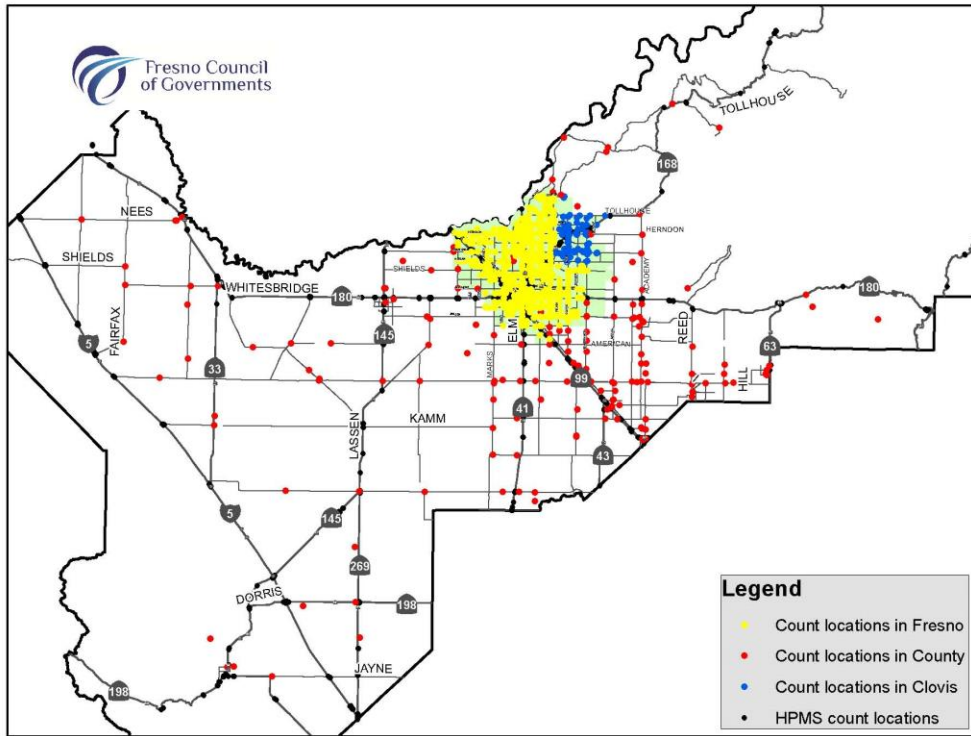 Fresno Council
of Governments
TOLLHOUSE
168
NEES
TOLLHOUSE
HERNDON
SHIELDS
SHIELDS
WHITESBRIDGE
180
180
180
ACADEMY
FAIRFAX
5
145
ELM
AMERICAN
REED
63
33
MARKS
99
HILL
41
LASSEN
KAMM
43
5
145
269
DORRIS
198
JAYNE
198
Legend
Count locations in Fresno
Count locations in County
Count locations in Clovis
HPMS count locations